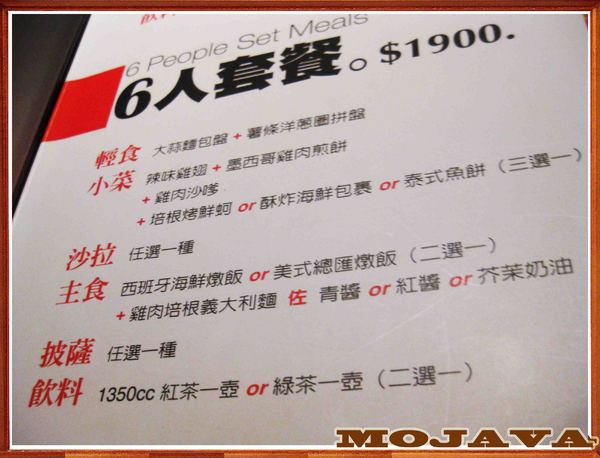 6 People Set Meals
6人套餐。$1900.
輕食 大蒜麵包盤+薯條洋蔥圈拼盤
小菜 辣味雞翅+墨西哥雞肉煎餅
+雞肉沙嗲
+培根烤鮮蚵 or 酥炸海鮮包裹 or 泰式魚餅（三選一）
沙拉 任選一種
主食 西班牙海鮮燉飯 or 美式總匯燉飯（二選一）
+雞肉培根義大利麵 佐 青醬 or 紅醬 or 芥茉奶油
披薩 任選一種
飲料 1350cc 紅茶一壺 or 綠茶一壺（二選一）
MOJAVA